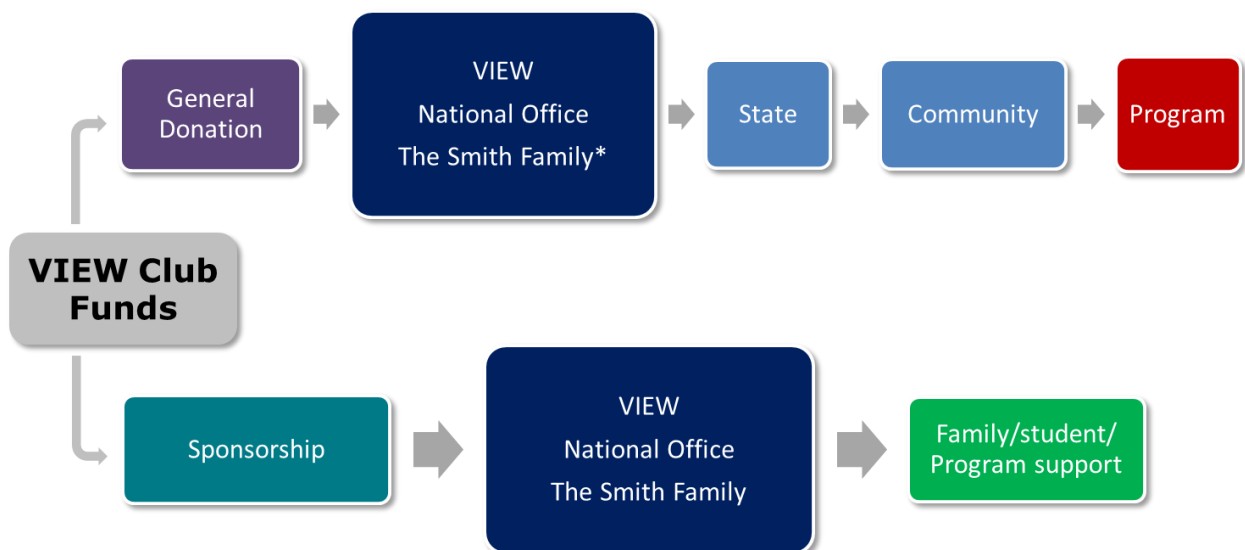 General
Donation
VIEW
National Office
The Smith Family*
State
Community
Program
VIEW Club
Funds
Sponsorship
VIEW
National Office
The Smith Family
Family/student/
Program support